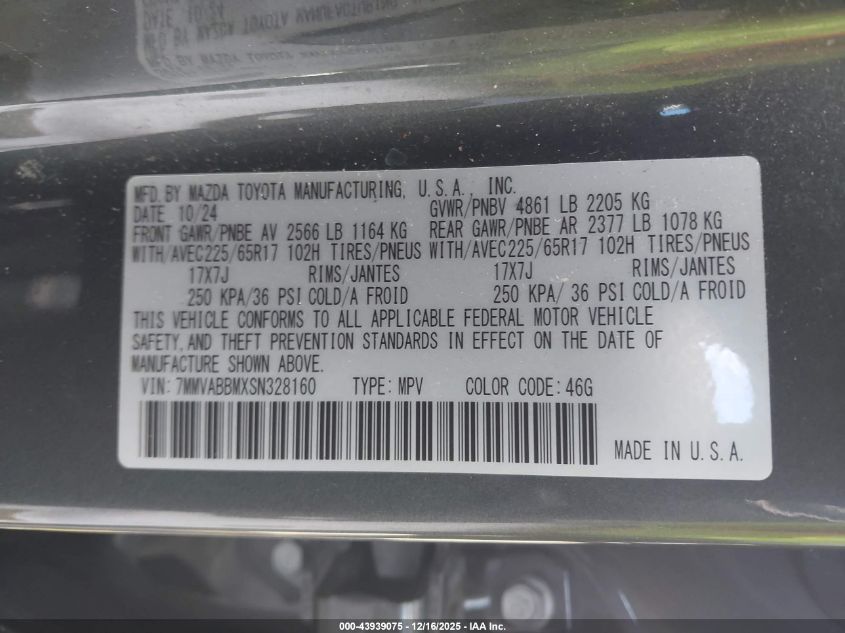 MFD. BY MAZDA TOYOTA MANUFACTURING, U.S.A., INC.
DATE 10/24 GVWR/PNBV 4861 LB 2205 KG
FRONT GAWR/PNBE AV 2566 LB 1164 KG REAR GAWR/PNBE AR 2377 LB 1078 KG
WITH/AVEC225/65R17 102H TIRES/PNEUS WITH/AVEC225/65R17 102H TIRES/PNEUS
17X7J RIMS/JANTES 17X7J RIMS/JANTES
250 KPA/36 PSI COLD/A FROID 250 KPA/ 36 PSI COLD/A FROID
THIS VEHICLE CONFORMS TO ALL APPLICABLE FEDERAL MOTOR VEHICLE
SAFETY, AND THEFT PREVENTION STANDARDS IN EFFECT ON THE DATE OF
MANUFACTURE SHOWN ABOVE.
VIN: 7MMVABBMXSN328160 TYPE: MPV COLOR CODE: 46G
MADE IN U.S.A.
000-43939075 - 12/16/2025 - IAA Inc.